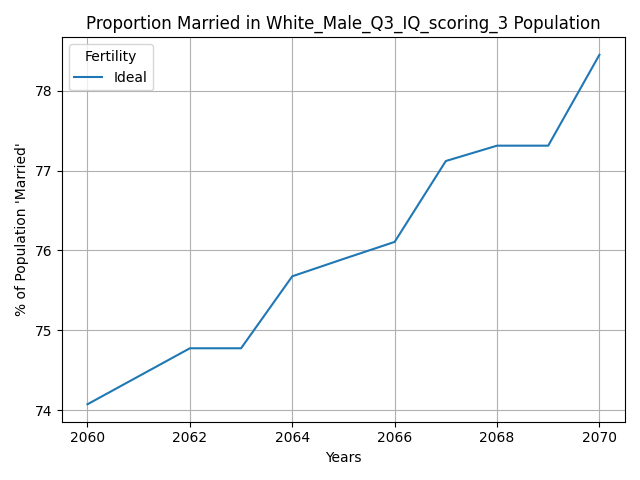 Proportion Married in White_Male_Q3_IQ_scoring_3 Population
Fertility
Ideal
% of Population 'Married'
78
77
76
75
74
2060
2062
2064
2066
2068
2070
Years